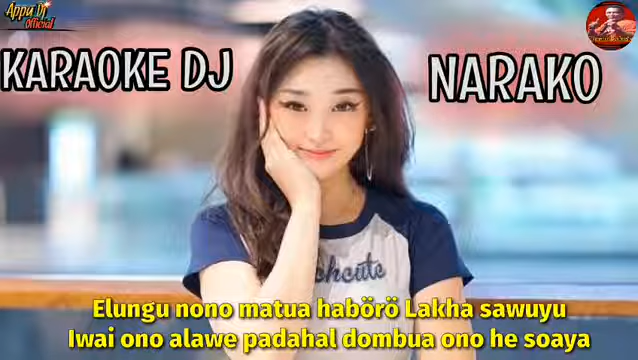 Appu Dj
Official
KARAOKE DJ
NARAKO
Elungu nono matua haborö Lakha sawuyu
Iwai ono alawe padahal dombua ono he soaya